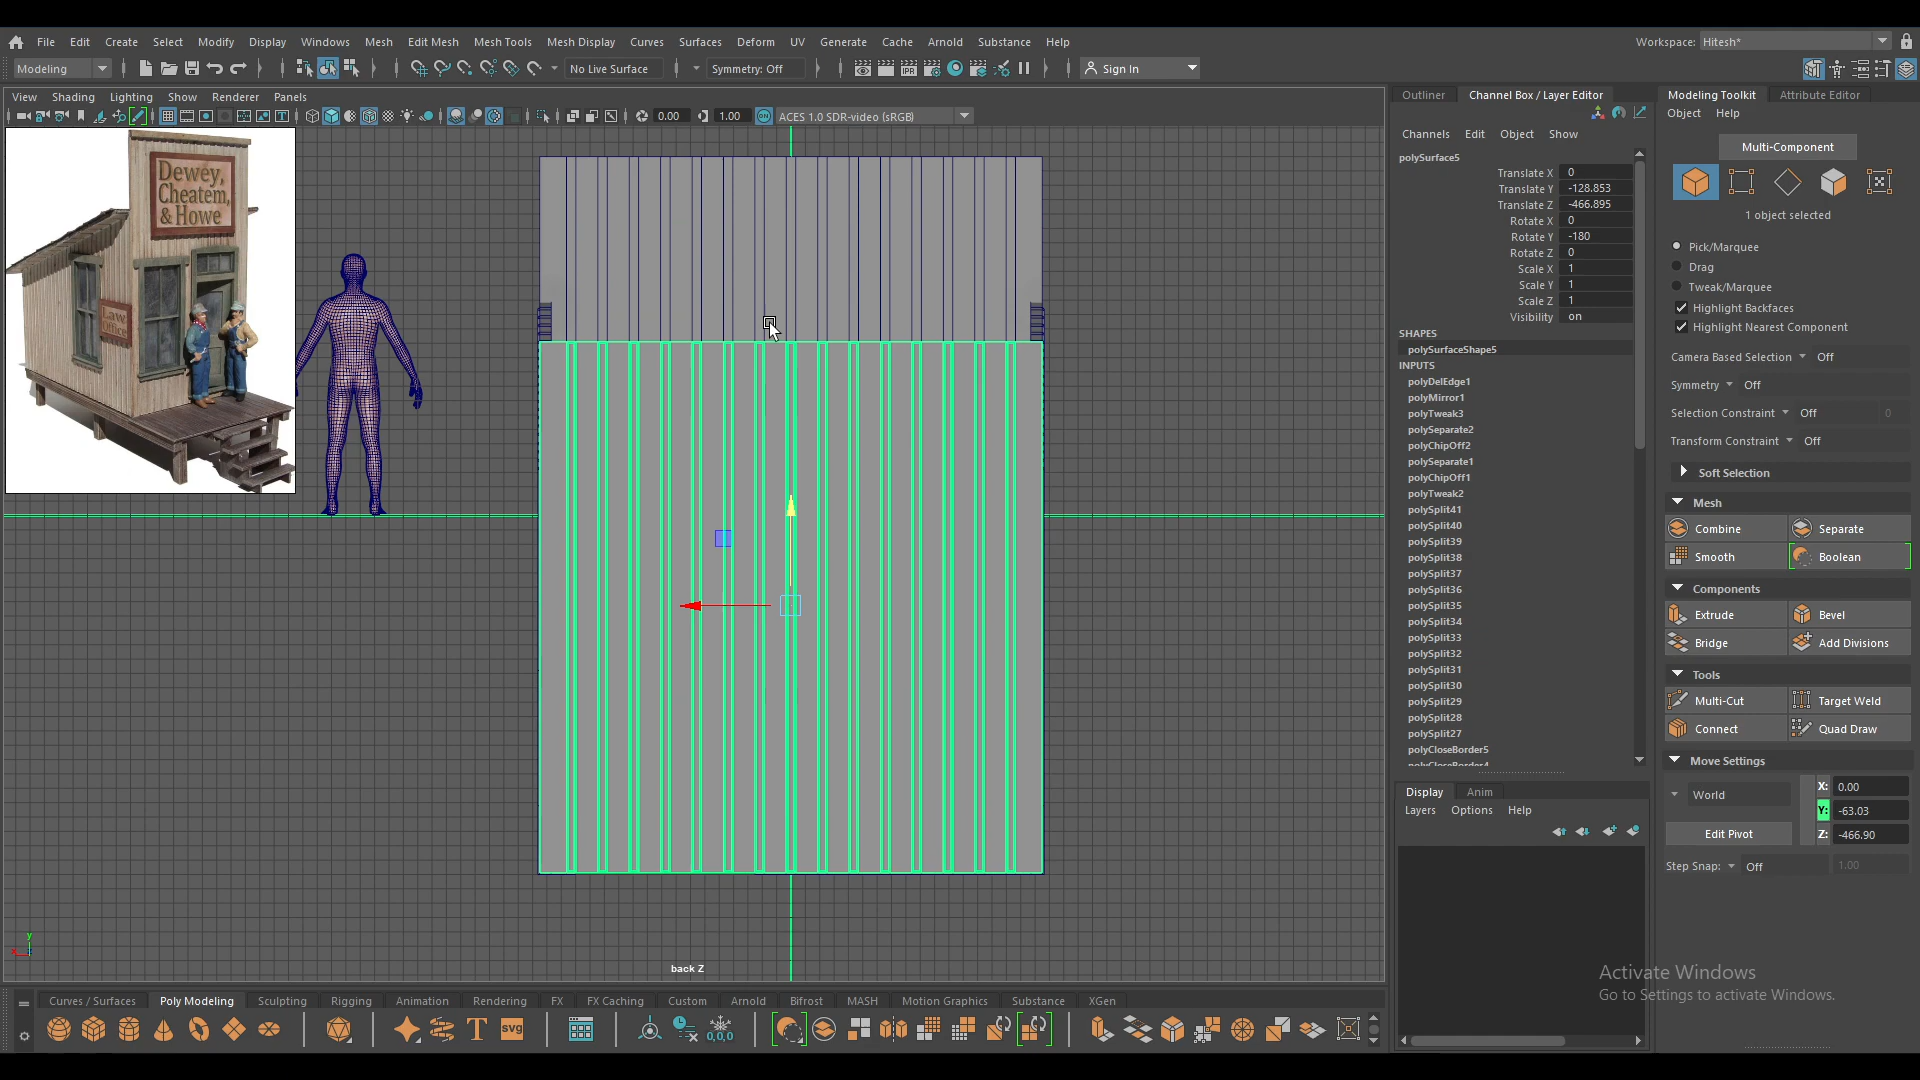 File Edit Create Select Modify Display Windows Mesh Edit Mesh Mesh Tools Mesh Display Curves Surfaces Deform UV Generate Cache Arnold Substance Help
Workspace: Hitesh*
Modeling
No Live Surface
Symmetry: Off
Sign In
View Shading Lighting Show Renderer Panels
0.00
1.00
ACES 1.0 SDR-video (sRGB)
Dewey,
Cheatem,
& Howe
Law
Office
back Z
Outliner
Channel Box / Layer Editor
Channels Edit Object Show
polySurface5
Translate X 0
Translate Y -128.853
Translate Z -466.895
Rotate X 0
Rotate Y -180
Rotate Z 0
Scale X 1
Scale Y 1
Scale Z 1
Visibility on
SHAPES
polySurfaceShape5
INPUTS
polyDelEdge1
polyMirror1
polyTweak3
polySeparate2
polyChipOff2
polySeparate1
polyChipOff1
polyTweak2
polySplit41
polySplit40
polySplit39
polySplit38
polySplit37
polySplit36
polySplit35
polySplit34
polySplit33
polySplit32
polySplit31
polySplit30
polySplit29
polySplit28
polySplit27
polyCloseBorder5
polyCloseBorder4
Display Anim
Layers Options Help
Modeling Toolkit
Attribute Editor
Object Help
Multi-Component
1 object selected
Pick/Marquee
Drag
Tweak/Marquee
Highlight Backfaces
Highlight Nearest Component
Camera Based Selection Off
Symmetry Off
Selection Constraint Off 0
Transform Constraint Off
Soft Selection
Mesh
Combine Separate
Smooth Boolean
Components
Extrude Bevel
Bridge Add Divisions
Tools
Multi-Cut Target Weld
Connect Quad Draw
Move Settings
World
X: 0.00
Y: -63.03
Edit Pivot
Z: -466.90
Step Snap: Off 1.00
Activate Windows
Go to Settings to activate Windows.
Curves / Surfaces Poly Modeling Sculpting Rigging Animation Rendering FX FX Caching Custom Arnold Bifrost MASH Motion Graphics Substance XGen
T
SVG
0,0,0